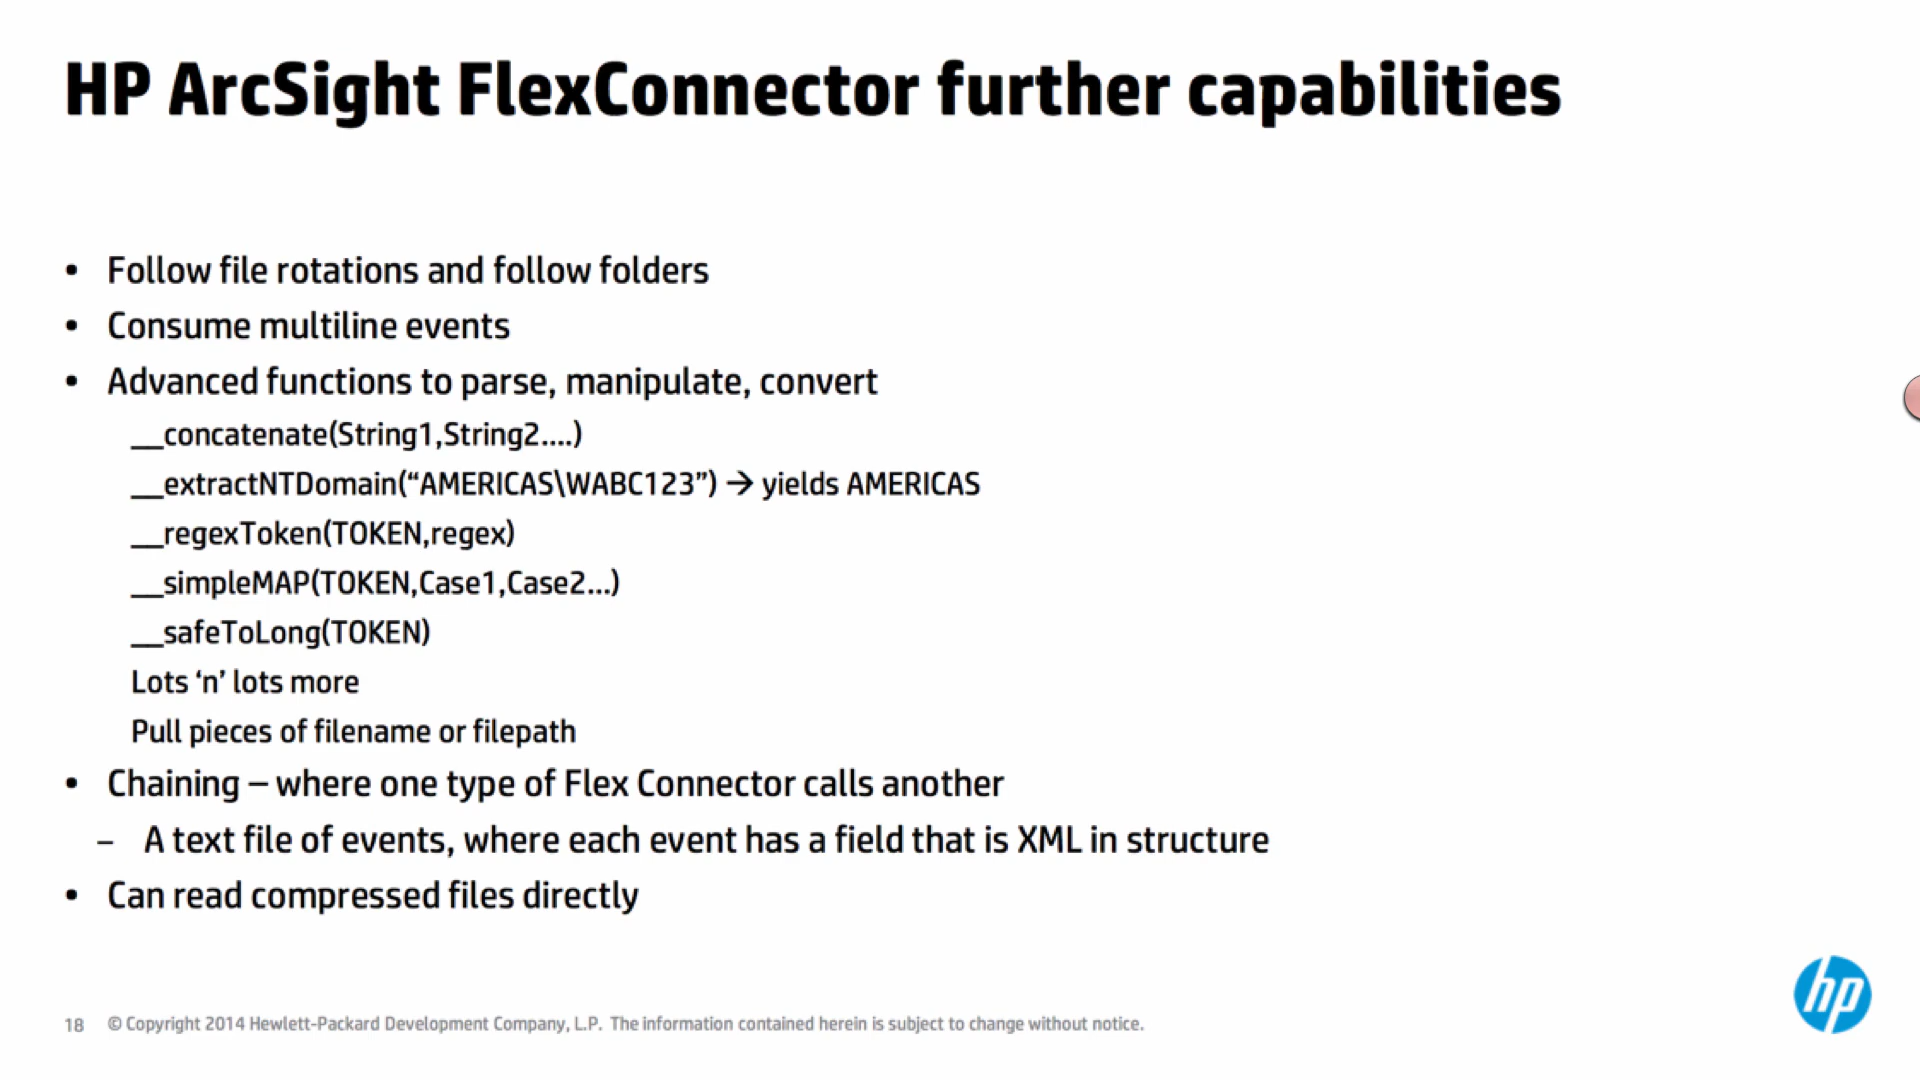 HP ArcSight FlexConnector further capabilities
• Follow file rotations and follow folders
• Consume multiline events
• Advanced functions to parse, manipulate, convert
__concatenate(String1,String2....)
__extractNTDomain(“AMERICAS\WABC123”) → yields AMERICAS
__regexToken(TOKEN,regex)
__simpleMAP(TOKEN,Case1,Case2...)
__safeToLong(TOKEN)
Lots ‘n’ lots more
Pull pieces of filename or filepath
• Chaining – where one type of Flex Connector calls another
– A text file of events, where each event has a field that is XML in structure
• Can read compressed files directly
hp
18 © Copyright 2014 Hewlett-Packard Development Company, L.P. The information contained herein is subject to change without notice.